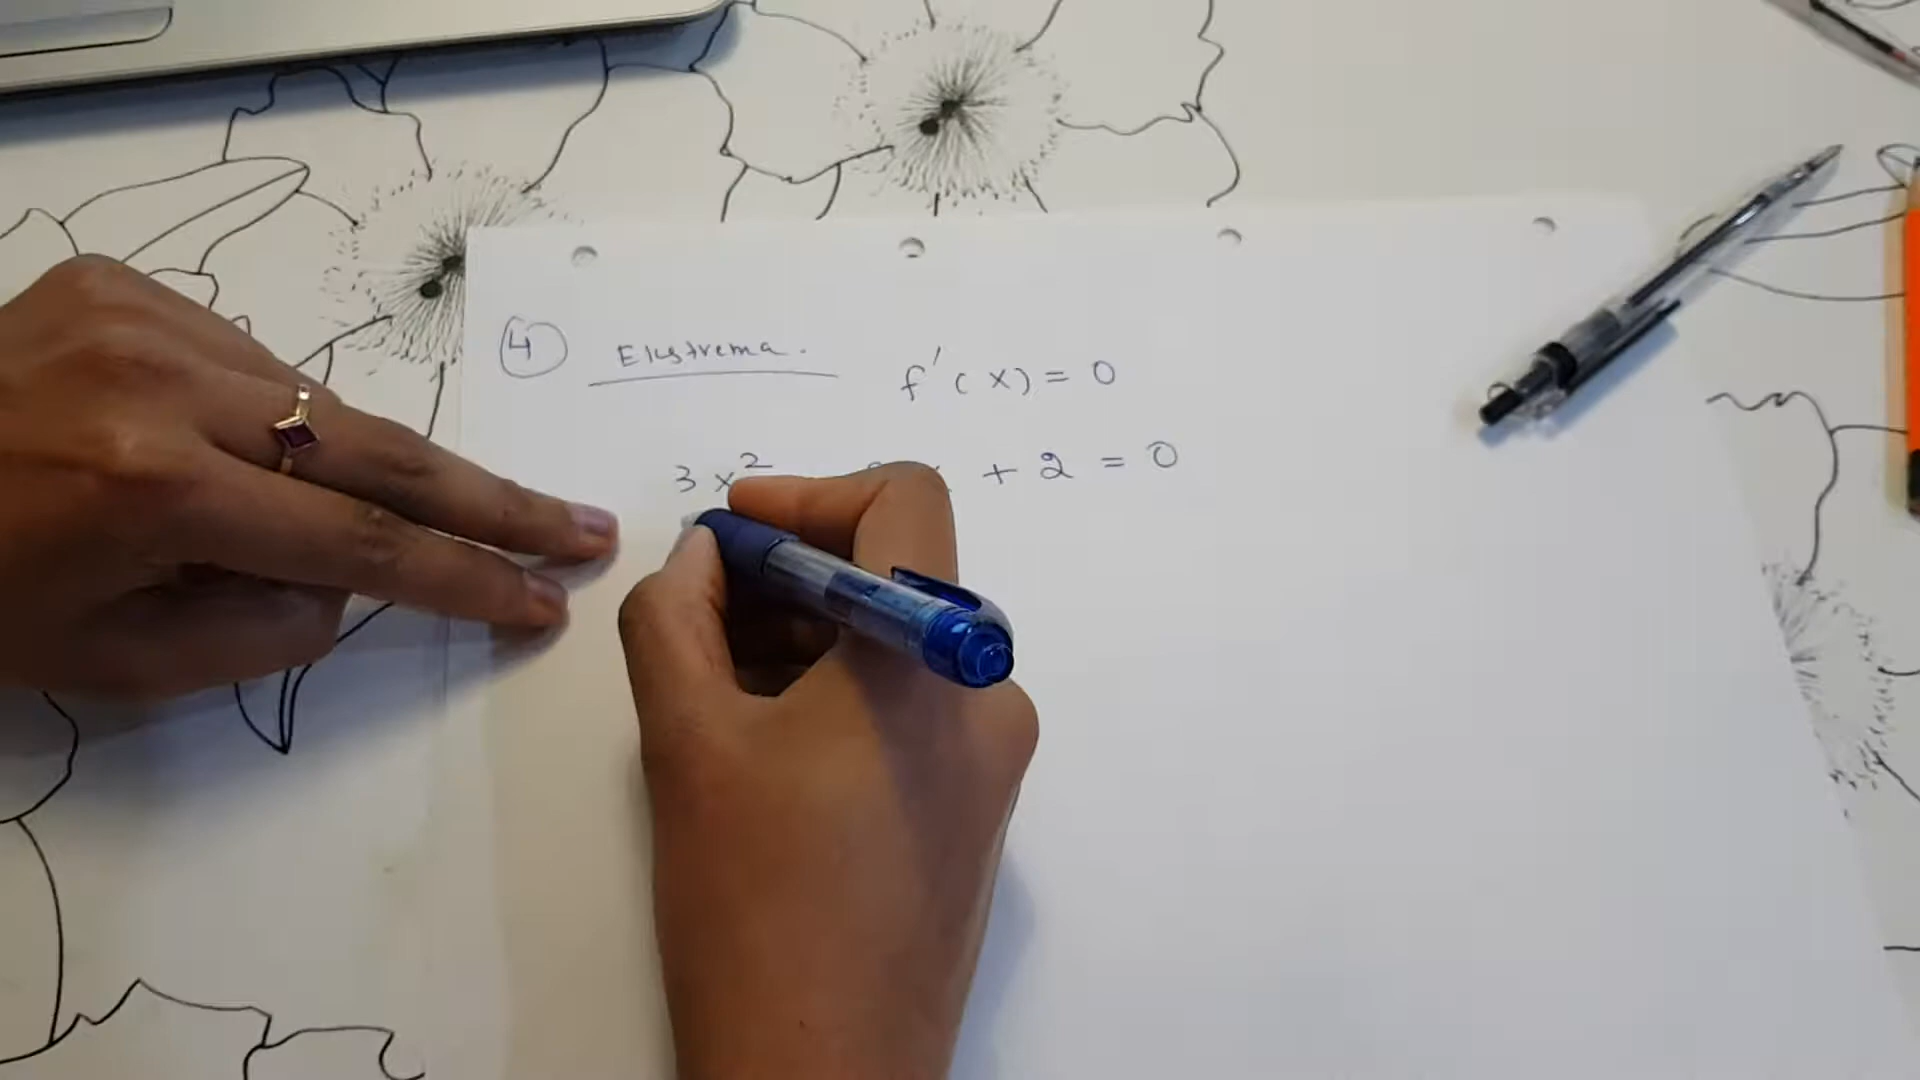 4 Ekstrema. f'(x) = 0
3x² + 2 = 0